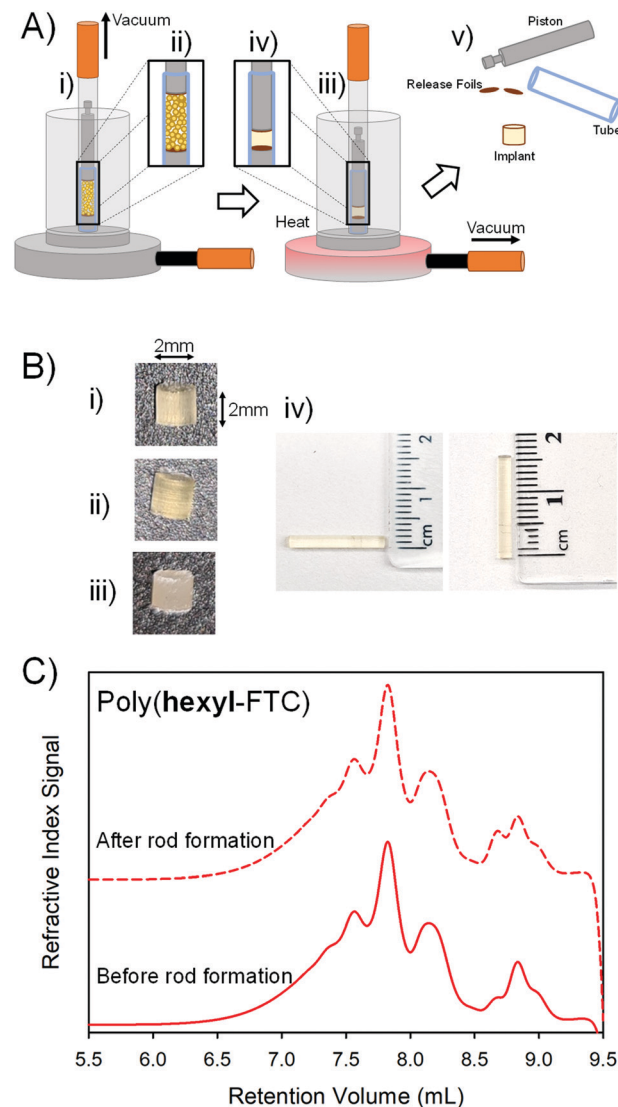 A)
Vacuum
i)
ii)
iv)
iii)
v)
Piston
Release Foils
Tube
Implant
Heat
Vacuum
B)
2mm
i)
2mm
ii)
iii)
iv)
2
1
cm
2
1
cm
C)
Poly(hexyl-FTC)
After rod formation
Before rod formation
Refractive Index Signal
5.5 6.0 6.5 7.0 7.5 8.0 8.5 9.0 9.5
Retention Volume (mL)